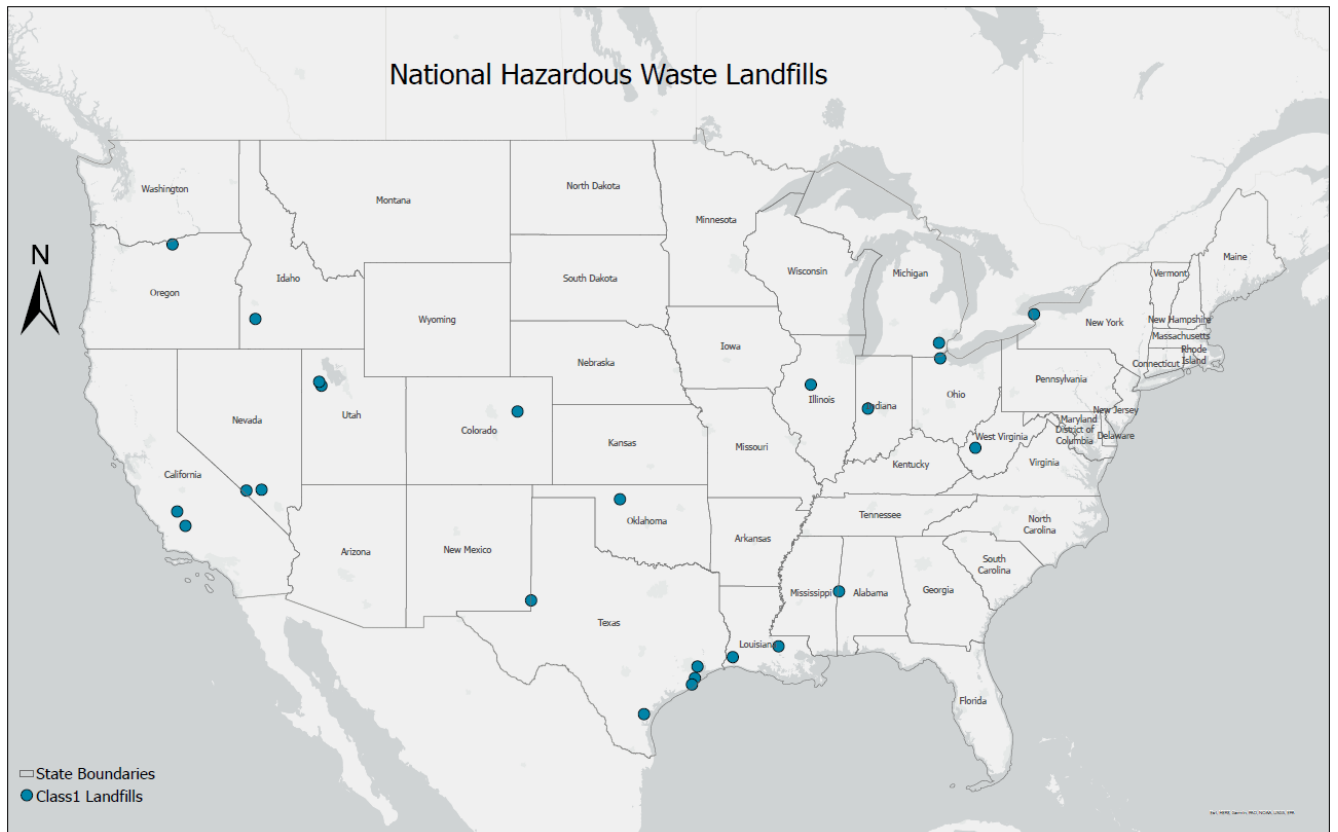 National Hazardous Waste Landfills
Washington
Montana
North Dakota
Minnesota
Maine
N
Oregon
Idaho
South Dakota
Wisconsin
Michigan
Vermont
Wyoming
New York
New Hampshire
Massachusetts
Iowa
Rhode
Island
Connecticut
Nebraska
Pennsylvania
Nevada
Utah
Illinois
Indiana
Ohio
New Jersey
Maryland
District of
Columbia
Delaware
Colorado
Kansas
Missouri
West Virginia
Virginia
Kentucky
California
Oklahoma
Tennessee
North
Carolina
Arizona
New Mexico
Arkansas
South
Carolina
Mississippi
Alabama
Georgia
Texas
Louisian
Florida
State Boundaries
Class1 Landfills